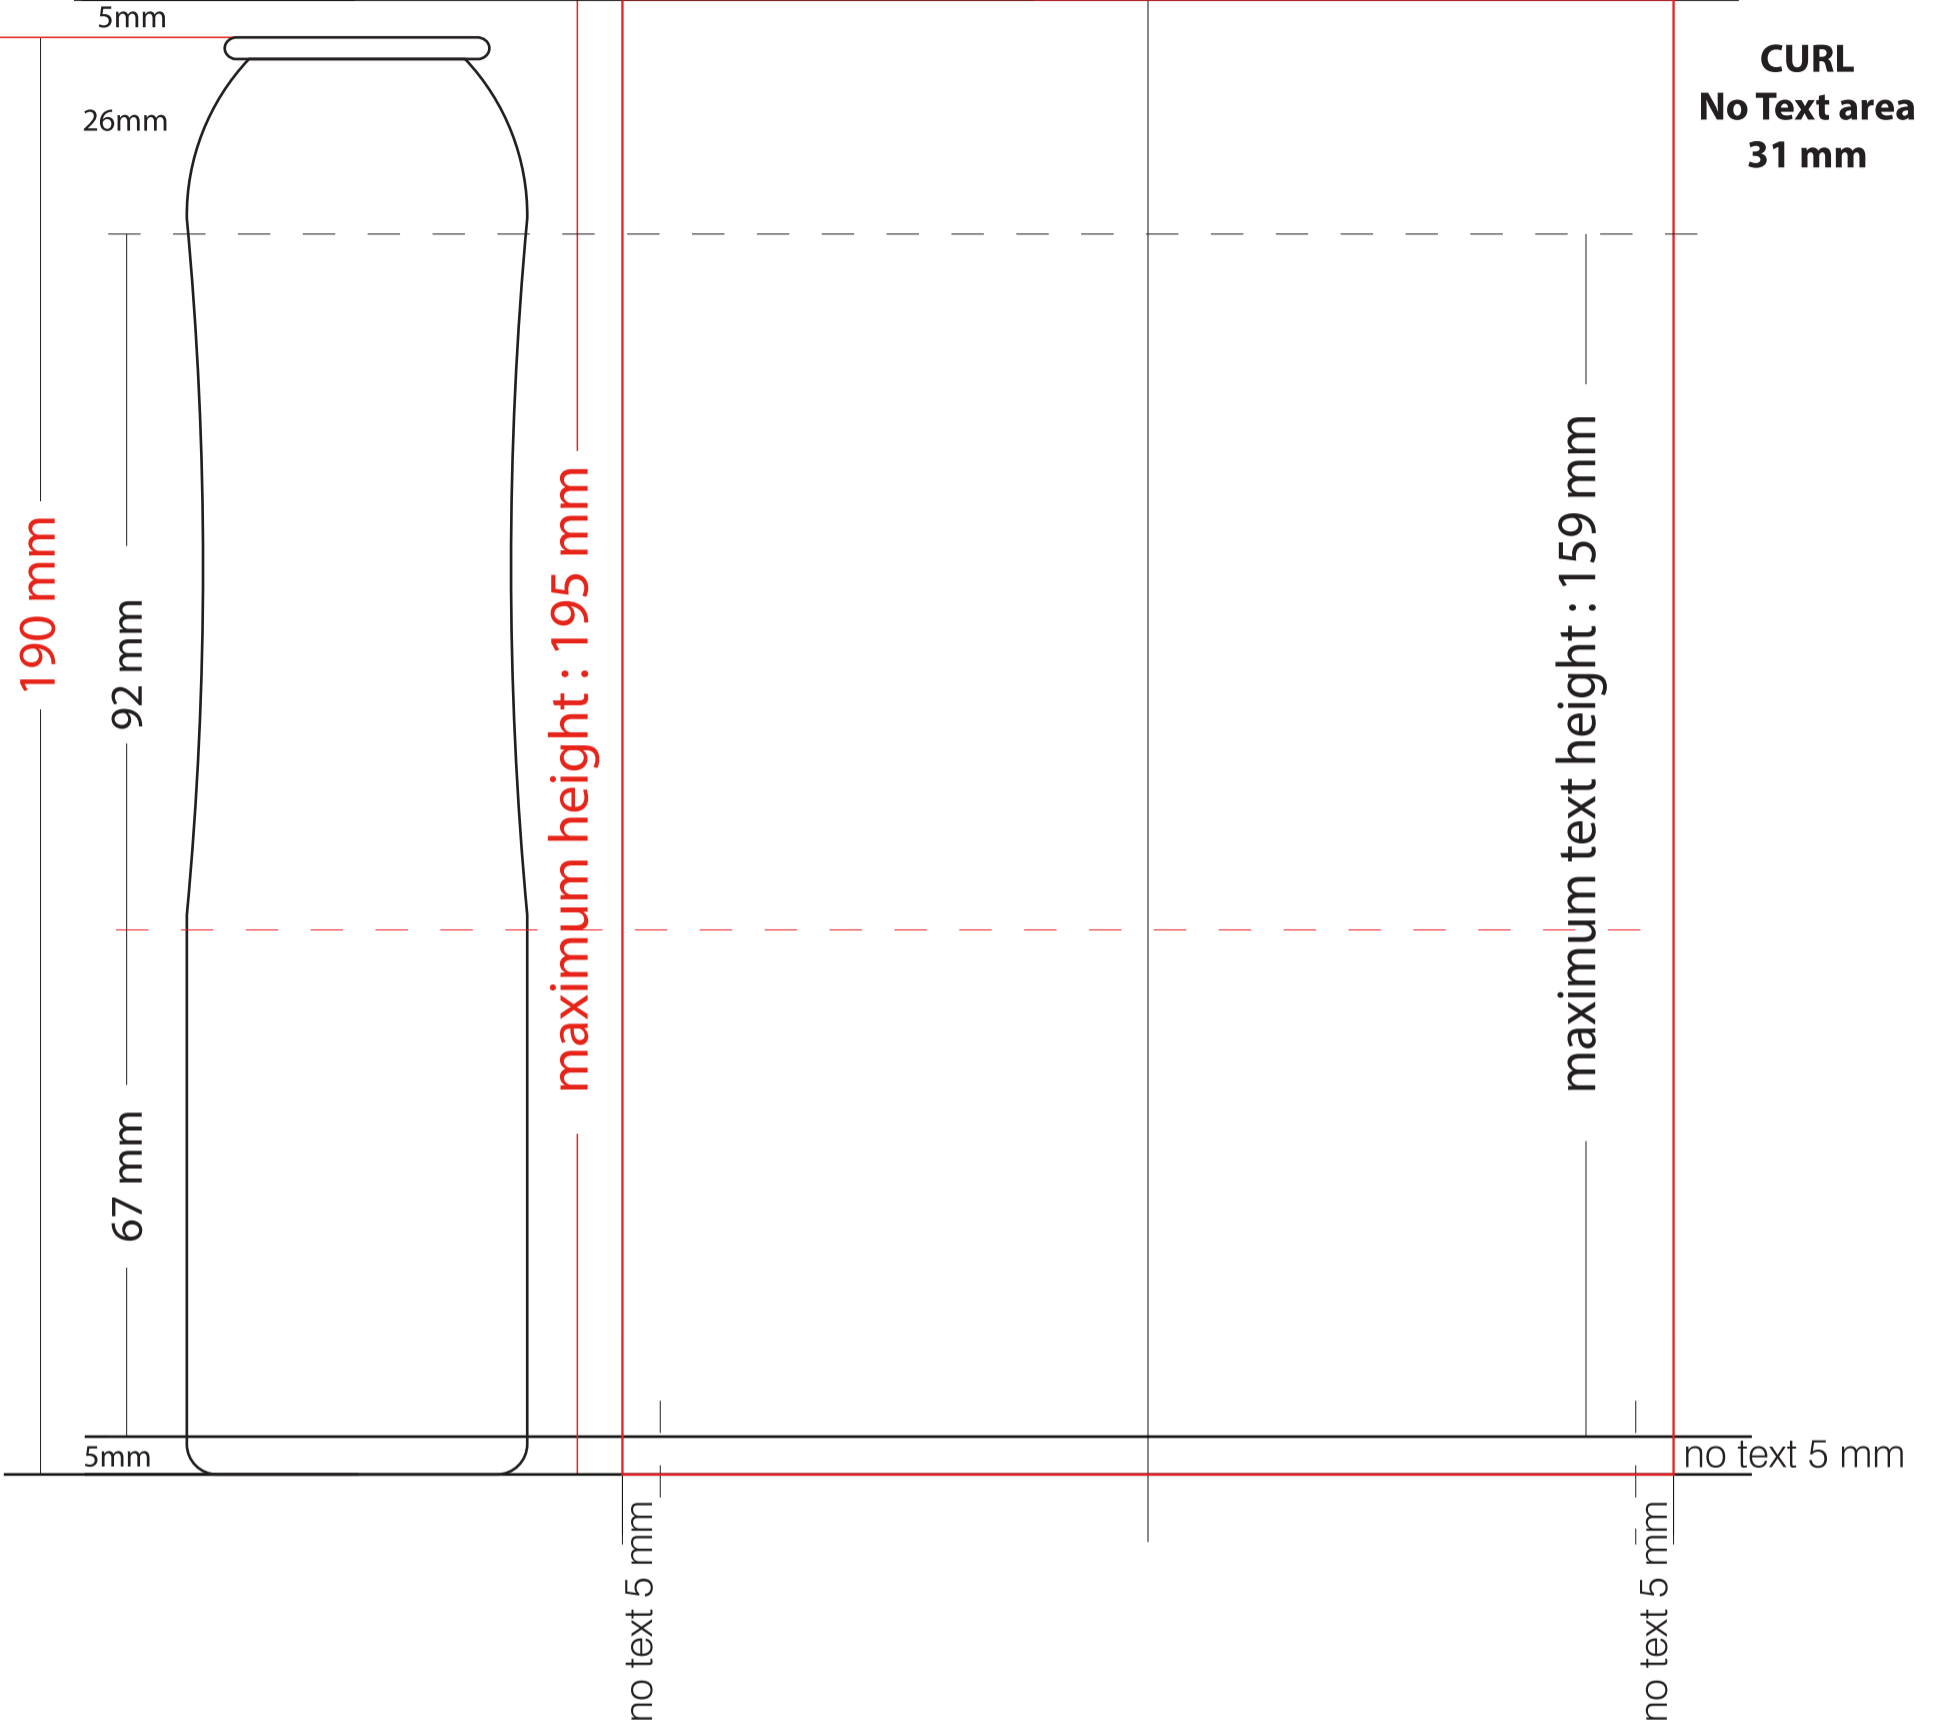 5mm
26mm
CURL
No Text area
31 mm
190 mm
92 mm
maximum height : 195 mm
maximum text height : 159 mm
67 mm
5mm
no text 5 mm
no text 5 mm
no text 5 mm